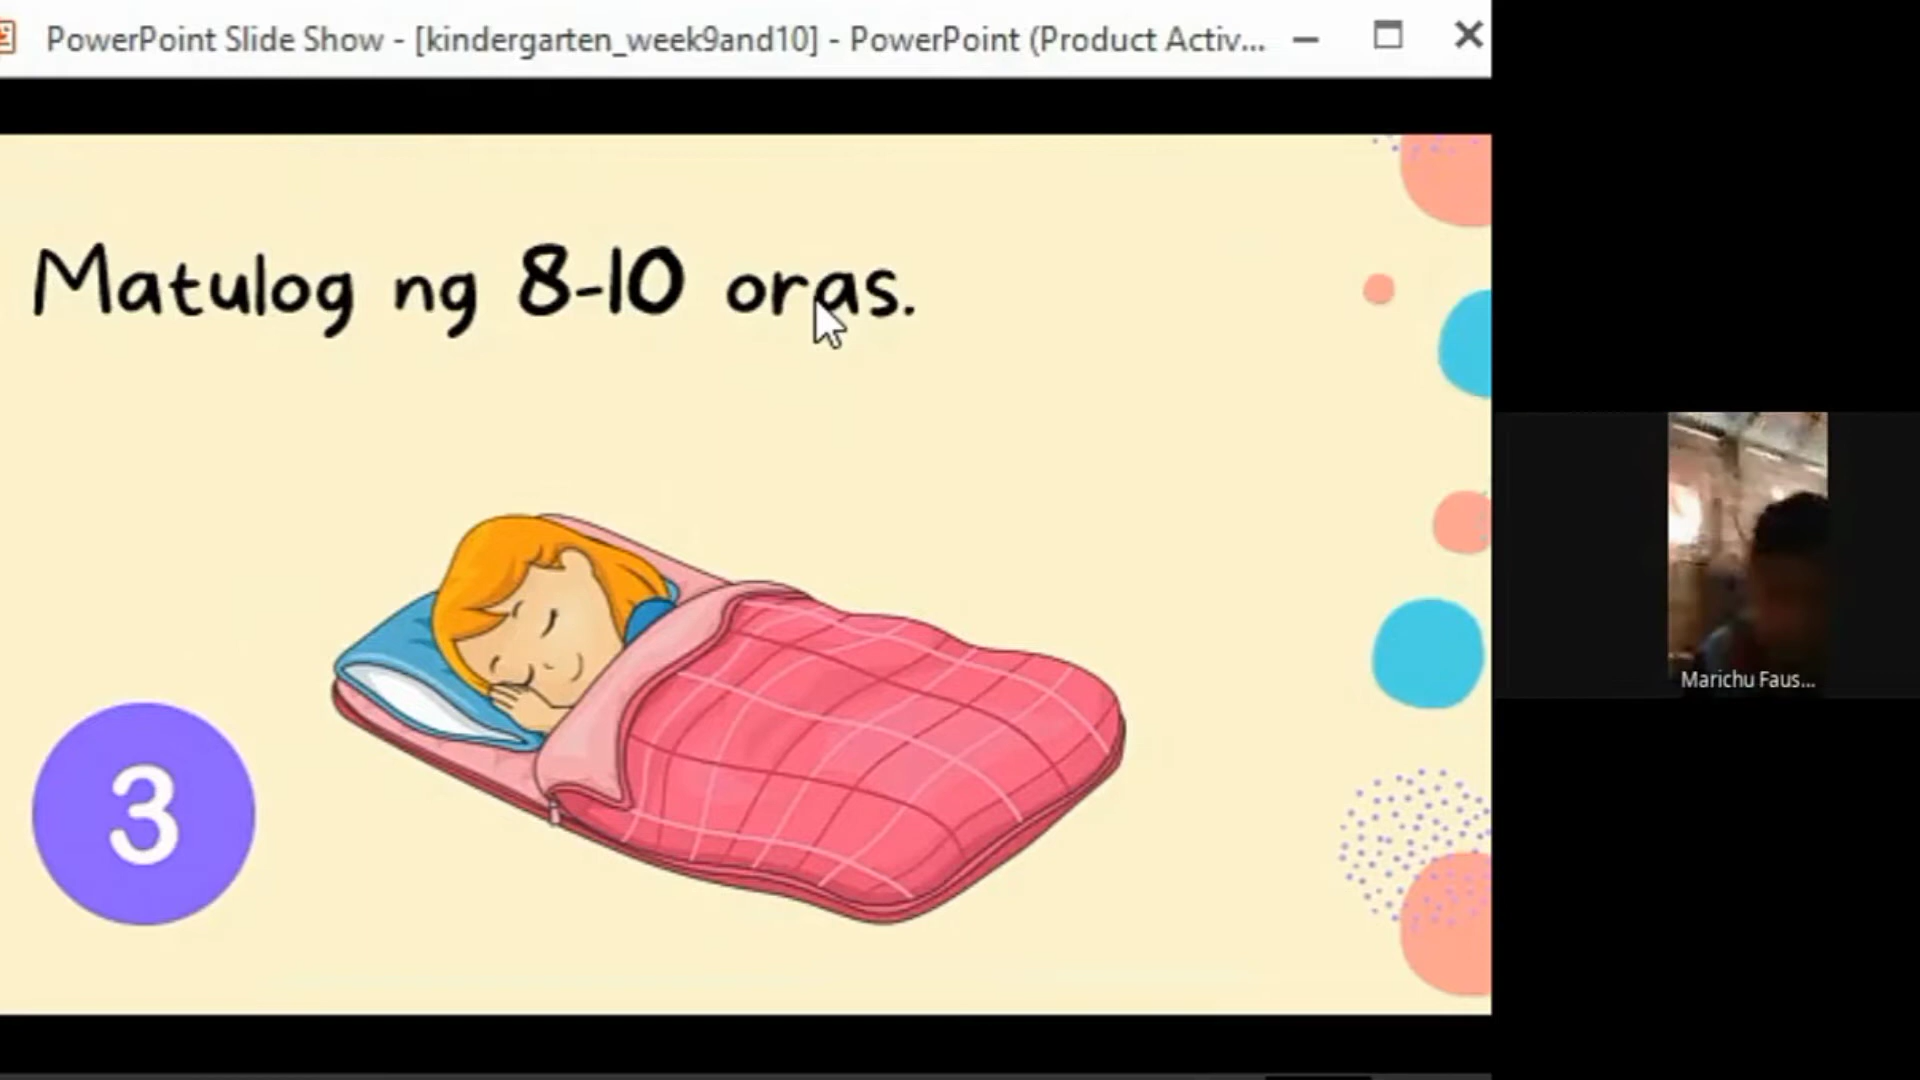 PowerPoint Slide Show - [kindergarten_week9and10] - PowerPoint (Product Activ...
Matulog ng 8-10 oras.
3
Marichu Faus...